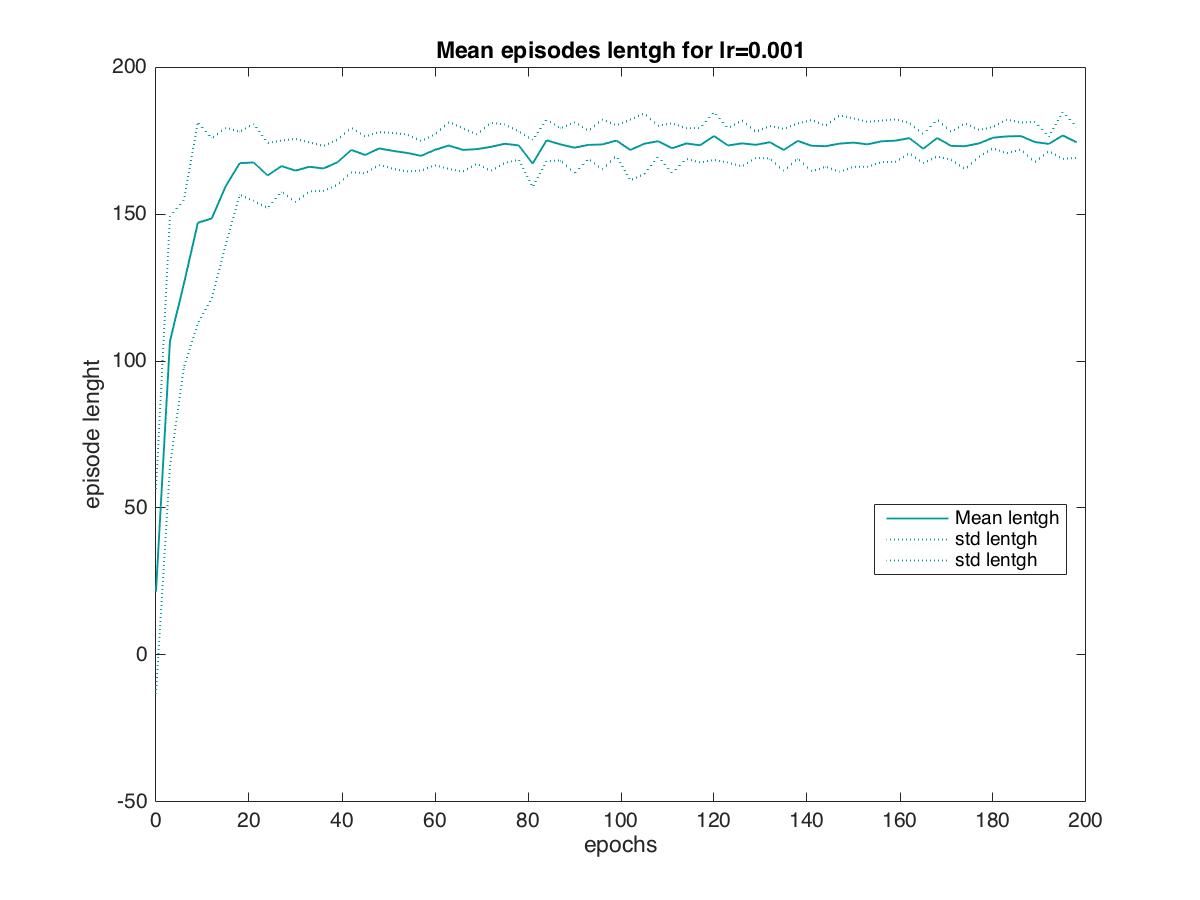 Mean episodes lentgh for lr=0.001
200
150
100
50
0
-50
episode lenght
0 20 40 60 80 100 120 140 160 180 200
epochs
Mean lentgh
std lentgh
std lentgh